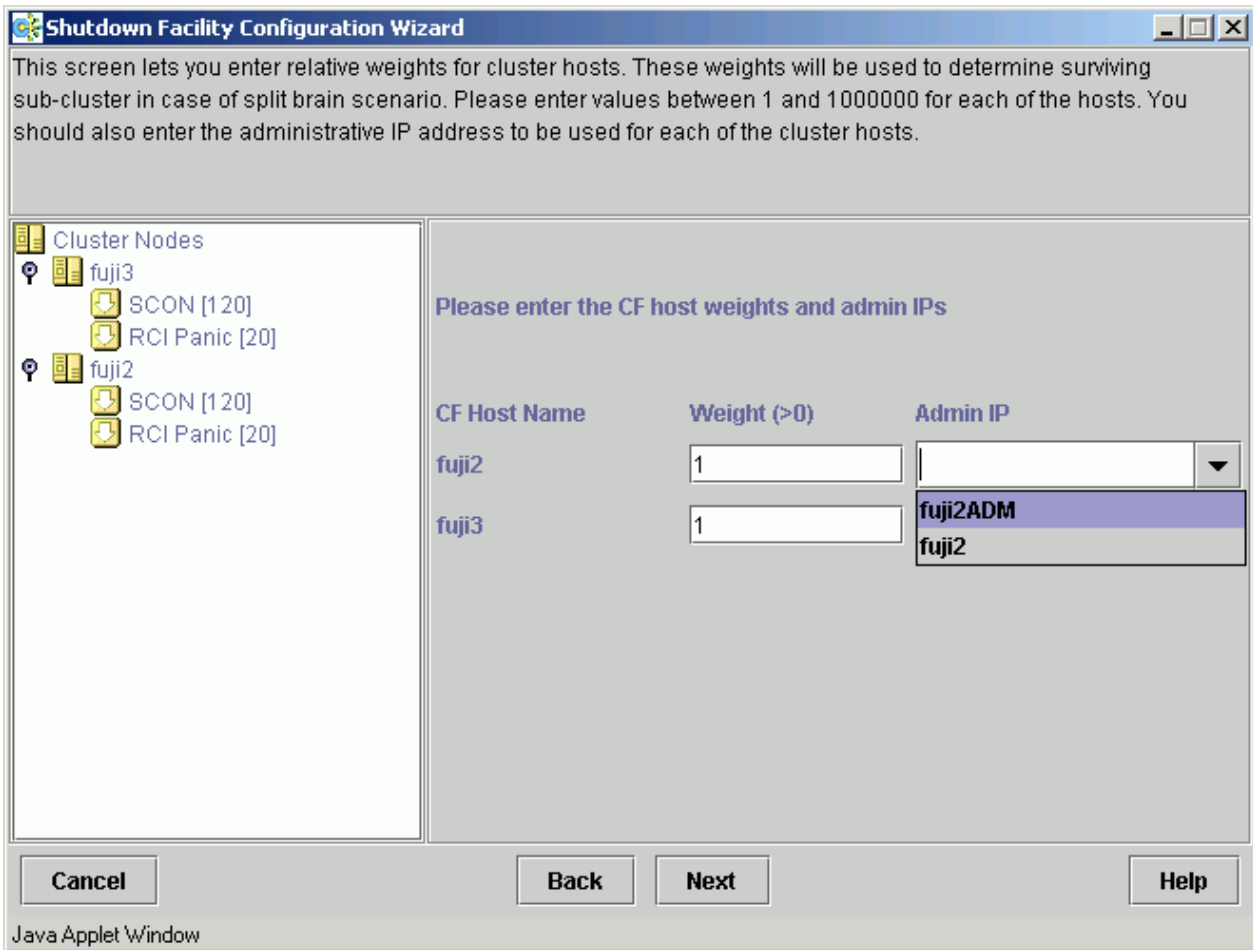 Shutdown Facility Configuration Wizard
This screen lets you enter relative weights for cluster hosts. These weights will be used to determine surviving
sub-cluster in case of split brain scenario. Please enter values between 1 and 1000000 for each of the hosts. You
should also enter the administrative IP address to be used for each of the cluster hosts.
Cluster Nodes
fuji3
SCON [120]
RCI Panic [20]
fuji2
SCON [120]
RCI Panic [20]
Please enter the CF host weights and admin IPs
CF Host Name Weight (>0) Admin IP
fuji2 1
fuji2ADM
fuji3 1
fuji2
Cancel Back Next Help
Java Applet Window